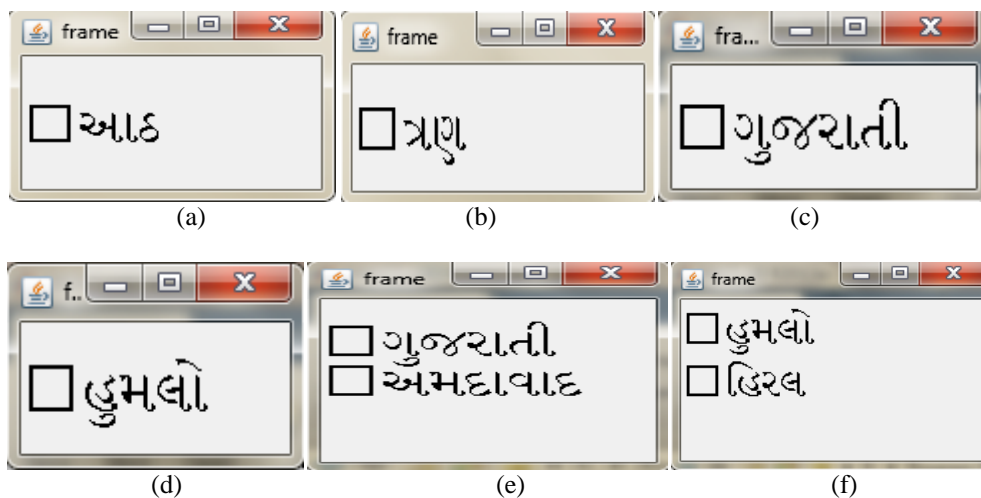 frame
frame
fra...
આઠ
ત્રણ
ગુજરાતી
(a)
(b)
(c)
f..
frame
frame
હુમલો
ગુજરાતી
અમદાવાદ
હુમલો
હિરલ
(d)
(e)
(f)